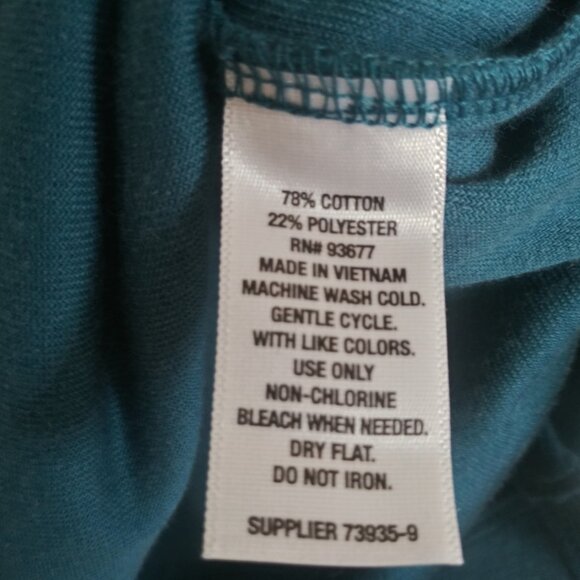 78% COTTON
22% POLYESTER
RN# 93677
MADE IN VIETNAM
MACHINE WASH COLD.
GENTLE CYCLE.
WITH LIKE COLORS.
USE ONLY
NON-CHLORINE
BLEACH WHEN NEEDED.
DRY FLAT.
DO NOT IRON.
SUPPLIER 73935-9